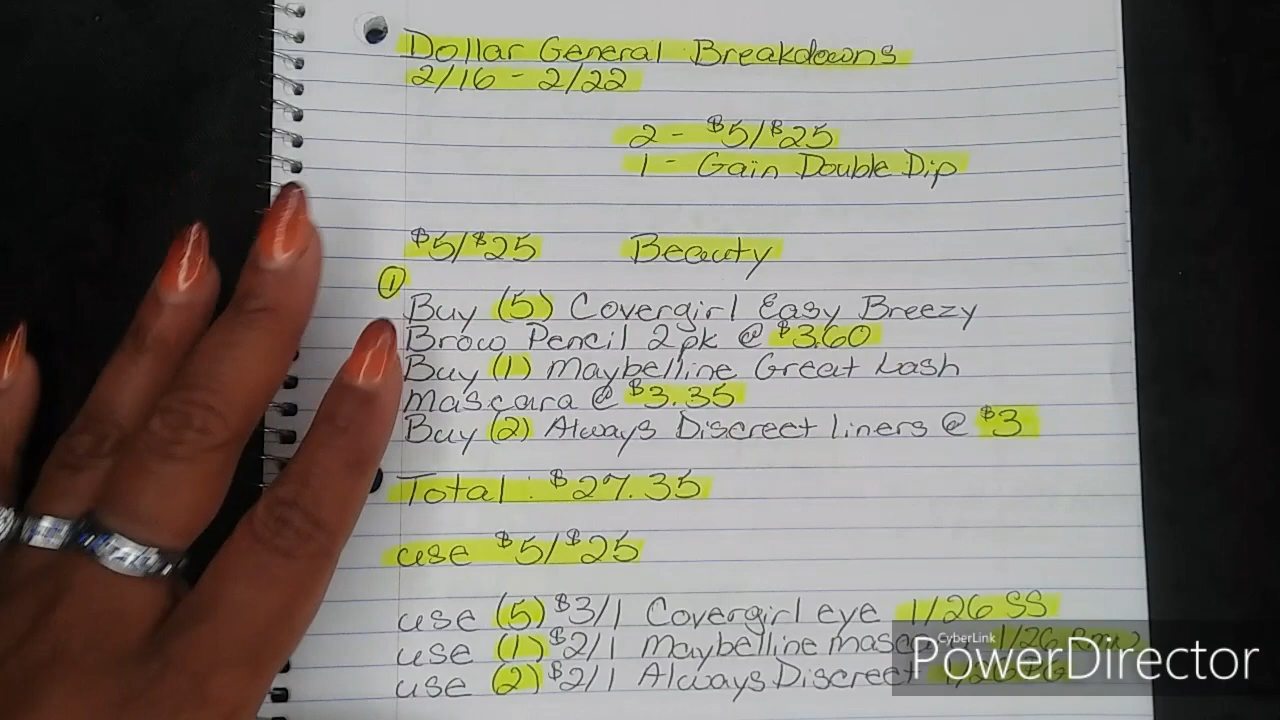 Dollar General Breakdowns
2/16 - 2/22
2 - $5/$25
1 - Gain Double Dip
$5/$25 Beauty
①
Buy (5) Covergirl Easy Breezy
Brow Pencil 2pk @ $3.60
Buy (1) Maybelline Great Lash
Mascara @ $3.35
Buy (2) Always Discreet liners @ $3
Total: $27.35
use $5/$25
use (5) $3/1 Covergirl eye 1/26 SS
use (1) $2/1 Maybelline mascara 1/26
use (2) $2/1 Always Discreet
CyberLink
PowerDirector